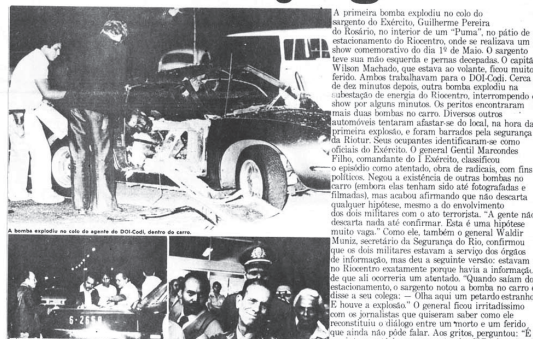 A primeira bomba explodiu no colo do
sargento do Exército, Guilherme Pereira
do Rosário, no interior de um "Puma", no pátio de
estacionamento do Riocentro, onde se realizava um
show comemorativo do dia 1º de Maio. O sargento
teve sua mão esquerda e pernas decepadas. O capitã
Wilson Machado, que estava ao volante, ficou muito
ferido. Ambos trabalhavam para o DOI-Codi. Cerca
de dez minutos depois, outra bomba explodiu na
subestação de energia do Riocentro, interrompendo o
show por alguns minutos. Os peritos encontraram
mais duas bombas no carro. Diversos outros
automóveis tentaram afastar-se do local, na hora da
primeira explosão, e foram barrados pela segurança
da Riotur. Seus ocupantes identificaram-se como
oficiais do Exército. O general Gentil Marcondes
Filho, comandante do I Exército, classificou
o episódio como atentado, obra de radicais, com fins
políticos. Negou a existência de outras bombas no
carro (embora elas tenham sido até fotografadas e
filmadas), mas acabou afirmando que não descarta
qualquer hipótese, mesmo a do envolvimento
dos dois militares com o ato terrorista. "A gente não
descarta nada até confirmar. Esta é uma hipótese
muito vaga." Como ele, também o general Waldir
Muniz, secretário da Segurança do Rio, confirmou
que os dois militares estavam a serviço dos órgãos
de informação, mas deu a seguinte versão: estavam
no Riocentro exatamente porque havia a informação
de que ali ocorreria um atentado. "Quando saíam do
estacionamento, o sargento notou a bomba no carro e
disse a seu colega: — Olha aqui um petardo estranho
E houve a explosão." O general ficou irritadíssimo
com os jornalistas que quiseram saber como ele
reconstituiu o diálogo entre um morto e um ferido
que ainda não pôde falar. Aos gritos, perguntou: "É
A bomba explodiu no colo do agente do DOI-Codi, dentro do carro.